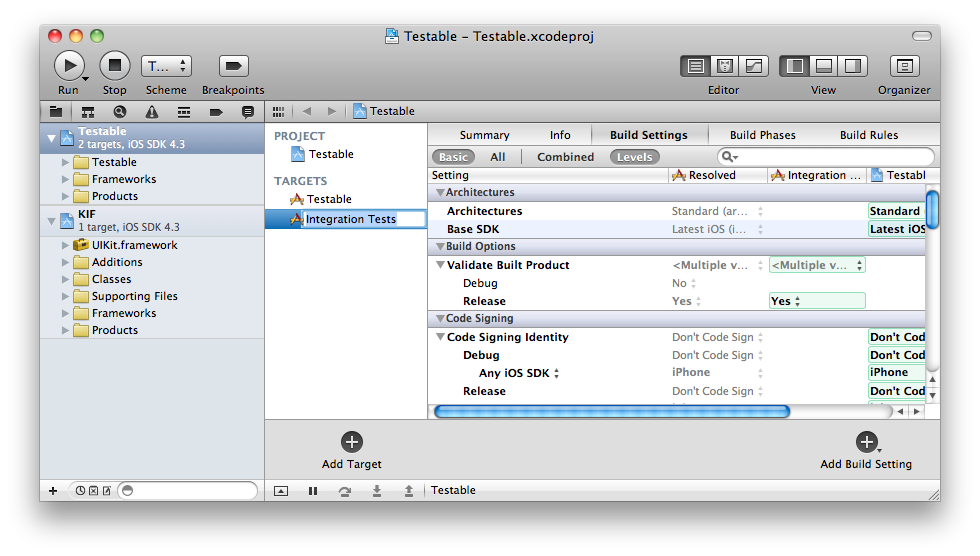 Testable – Testable.xcodeproj
T...
Run Stop Scheme Breakpoints Editor View Organizer
Testable
Testable
2 targets, iOS SDK 4.3
Testable
Frameworks
Products
KIF
1 target, iOS SDK 4.3
UIKit.framework
Additions
Classes
Supporting Files
Frameworks
Products
PROJECT
Testable
TARGETS
Testable
Integration Tests
Summary Info Build Settings Build Phases Build Rules
Basic All Combined Levels
Setting Resolved Integration ... Testabl
Architectures
Architectures Standard (ar... Standard
Base SDK Latest iOS (i... Latest iOS
Build Options
Validate Built Product <Multiple v... <Multiple v...
Debug No
Release Yes Yes
Code Signing
Code Signing Identity Don't Code Sign Don't Cod
Debug Don't Code Sign Don't Cod
Any iOS SDK iPhone iPhone
Release Don't Code Sign Don't Cod
Add Target Add Build Setting
Testable